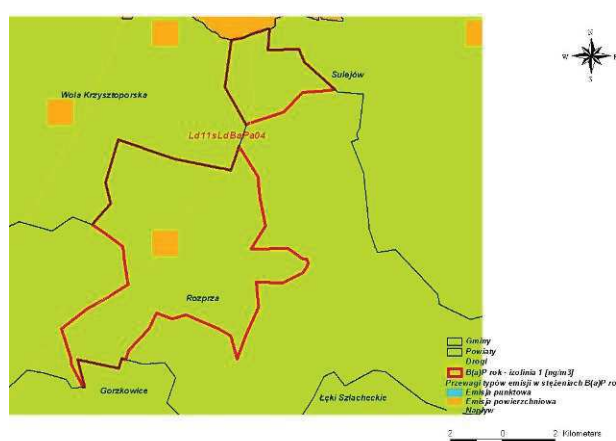 N
W
S
Sulejów
Wola Krzysztoporska
Ld11sLdBaPa04
Rozprza
Gorzkowice
Łęki Szlacheckie
Gminy
Powiaty
Drogi
B(a)P rok - izolinia 1 [ng/m3]
Przewagi typów emisji w stężeniach B(a)P ro
Emisja punktowa
Emisja powierzchniowa
Napływ
2 0 2 Kilometers